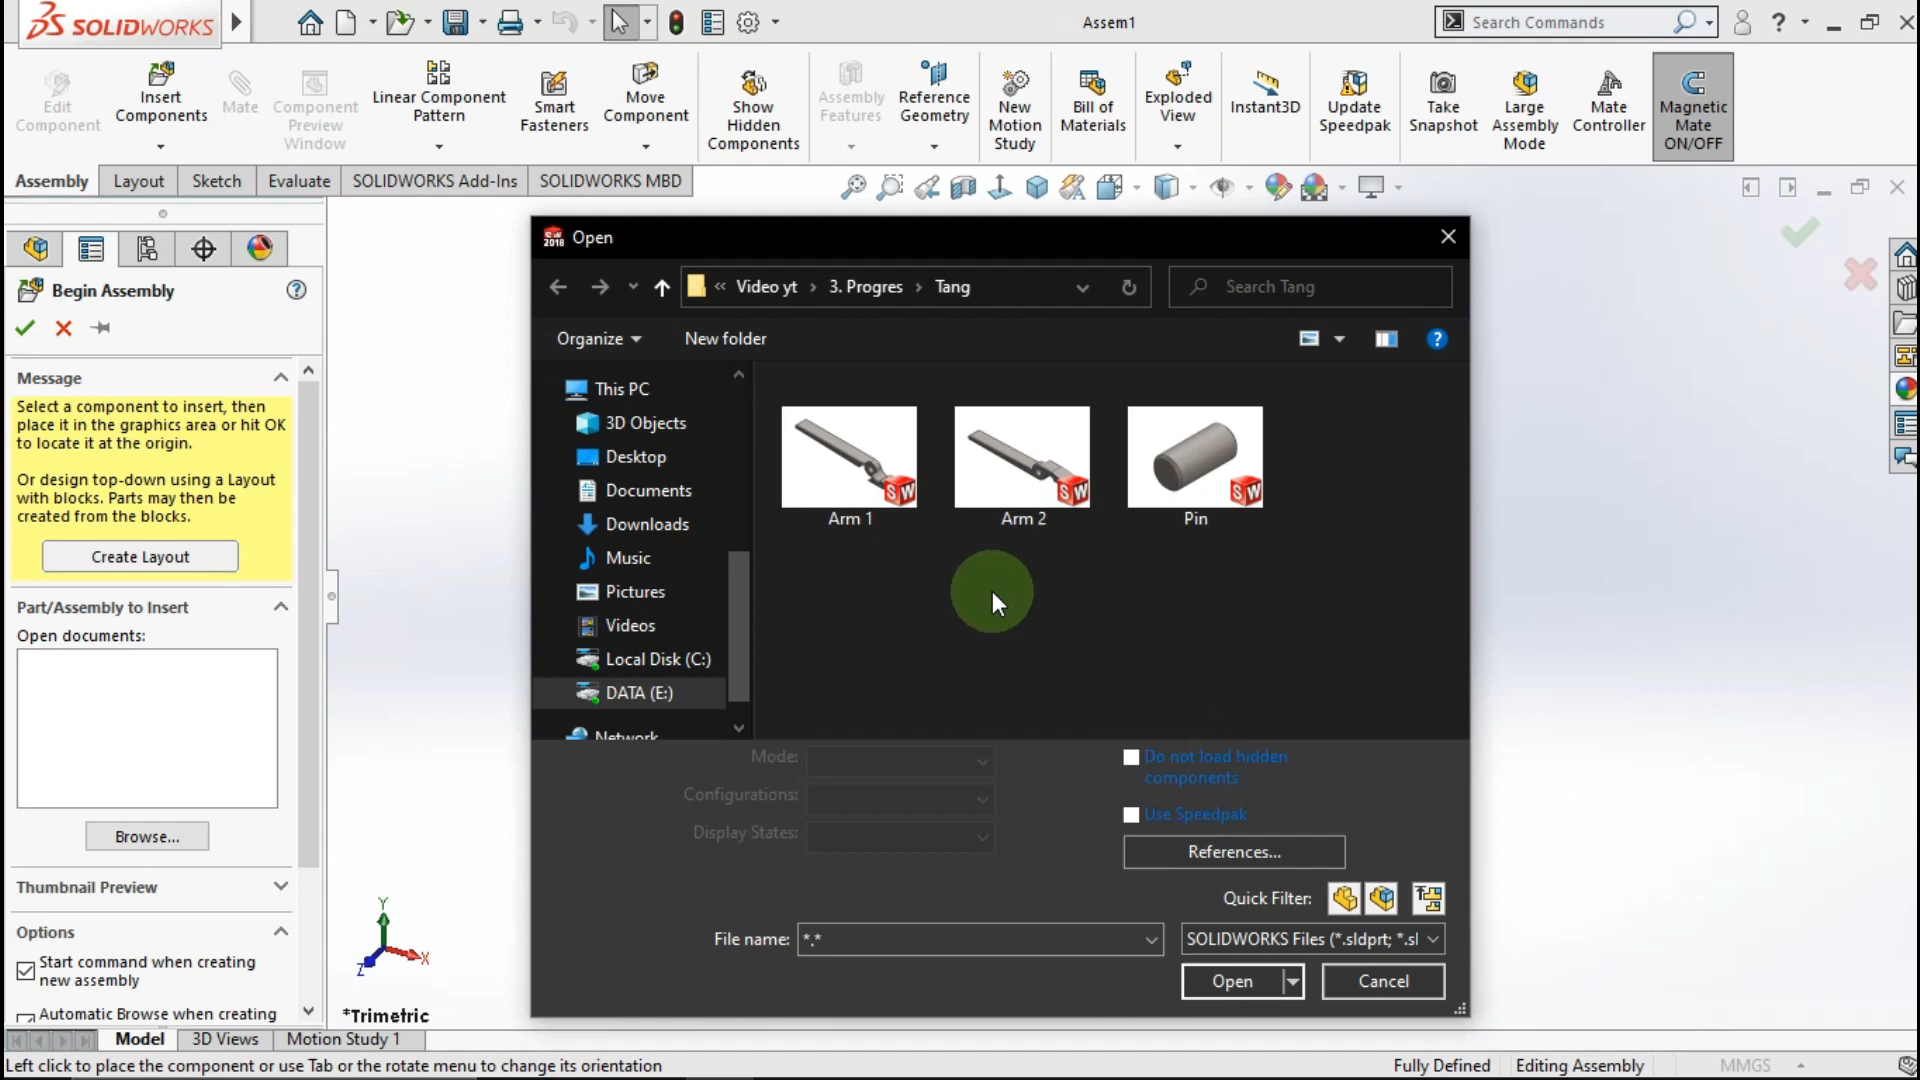 SOLIDWORKS
Assem1
Search Commands
Edit
Component
Insert
Components
Mate
Component
Preview
Window
Linear Component
Pattern
Smart
Fasteners
Move
Component
Show
Hidden
Components
Assembly
Features
Reference
Geometry
New
Motion
Study
Bill of
Materials
Exploded
View
Instant3D
Update
Speedpak
Take
Snapshot
Large
Assembly
Mode
Mate
Controller
Magnetic
Mate
ON/OFF
Assembly
Layout
Sketch
Evaluate
SOLIDWORKS Add-Ins
SOLIDWORKS MBD
Begin Assembly
Message
Select a component to insert, then
place it in the graphics area or hit OK
to locate it at the origin.
Or design top-down using a Layout
with blocks. Parts may then be
created from the blocks.
Create Layout
Part/Assembly to Insert
Open documents:
Browse...
Thumbnail Preview
Options
Start command when creating
new assembly
Automatic Browse when creating
SW
2018
Open
« Video yt › 3. Progres › Tang
Search Tang
Organize
New folder
This PC
3D Objects
Desktop
Documents
Downloads
Music
Pictures
Videos
Local Disk (C:)
DATA (E:)
Network
SW
Arm 1
SW
Arm 2
SW
Pin
Mode:
Configurations:
Display States:
Do not load hidden
components
Use Speedpak
References...
Quick Filter:
File name:
*.*
SOLIDWORKS Files (*.sldprt; *.sl
Open
Cancel
Y
X
Z
*Trimetric
Model
3D Views
Motion Study 1
Left click to place the component or use Tab or the rotate menu to change its orientation
Fully Defined
Editing Assembly
MMGS